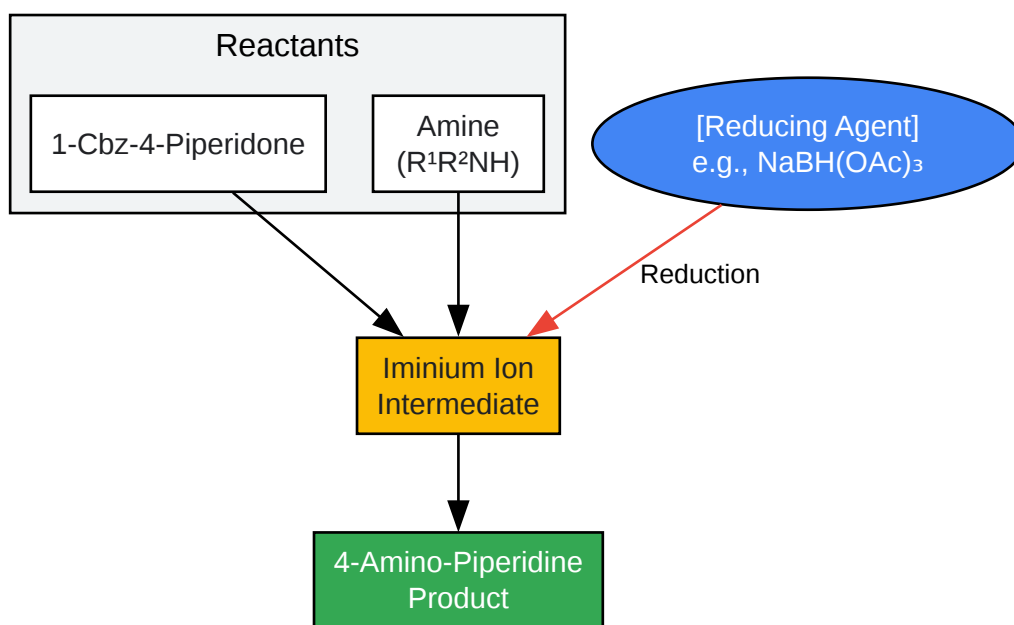 Reactants
1-Cbz-4-Piperidone
Amine
(R¹R²NH)
[Reducing Agent]
e.g., NaBH(OAc)₃
Reduction
Iminium Ion
Intermediate
4-Amino-Piperidine
Product